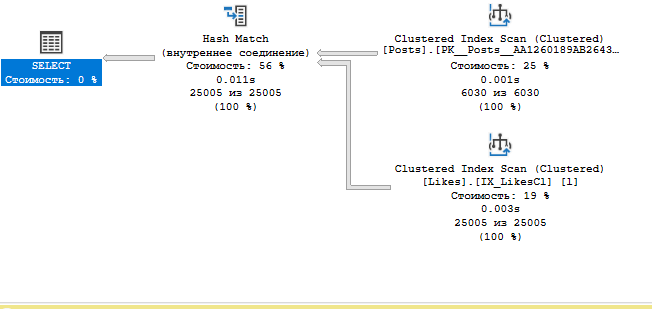 SELECT
Стоимость: 0 %
Hash Match
(внутреннее соединение)
Стоимость: 56 %
0.011s
25005 из 25005
(100 %)
Clustered Index Scan (Clustered)
[Posts].[PK__Posts__AA1260189AB2643…
Стоимость: 25 %
0.001s
6030 из 6030
(100 %)
Clustered Index Scan (Clustered)
[Likes].[IX_LikesCl] [l]
Стоимость: 19 %
0.003s
25005 из 25005
(100 %)